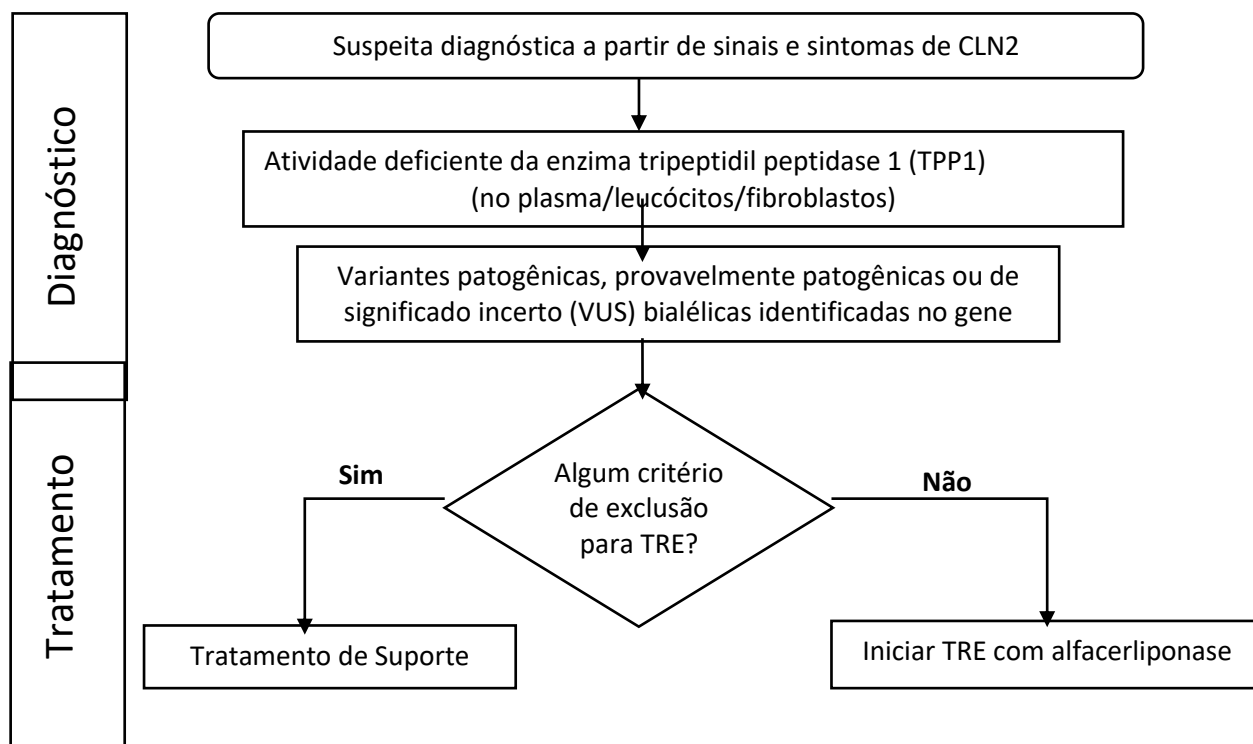 Diagnóstico
Suspeita diagnóstica a partir de sinais e sintomas de CLN2
Atividade deficiente da enzima tripeptidil peptidase 1 (TPP1)
(no plasma/leucócitos/fibroblastos)
Variantes patogênicas, provavelmente patogênicas ou de
significado incerto (VUS) bialélicas identificadas no gene
Tratamento
Algum critério
de exclusão
para TRE?
Sim
Não
Tratamento de Suporte
Iniciar TRE com alfacerliponase